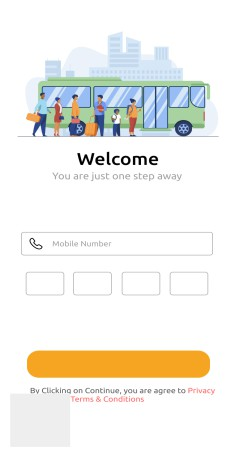 Welcome
You are just one step away
Mobile Number
By Clicking on Continue, you are agree to Privacy
Terms & Conditions